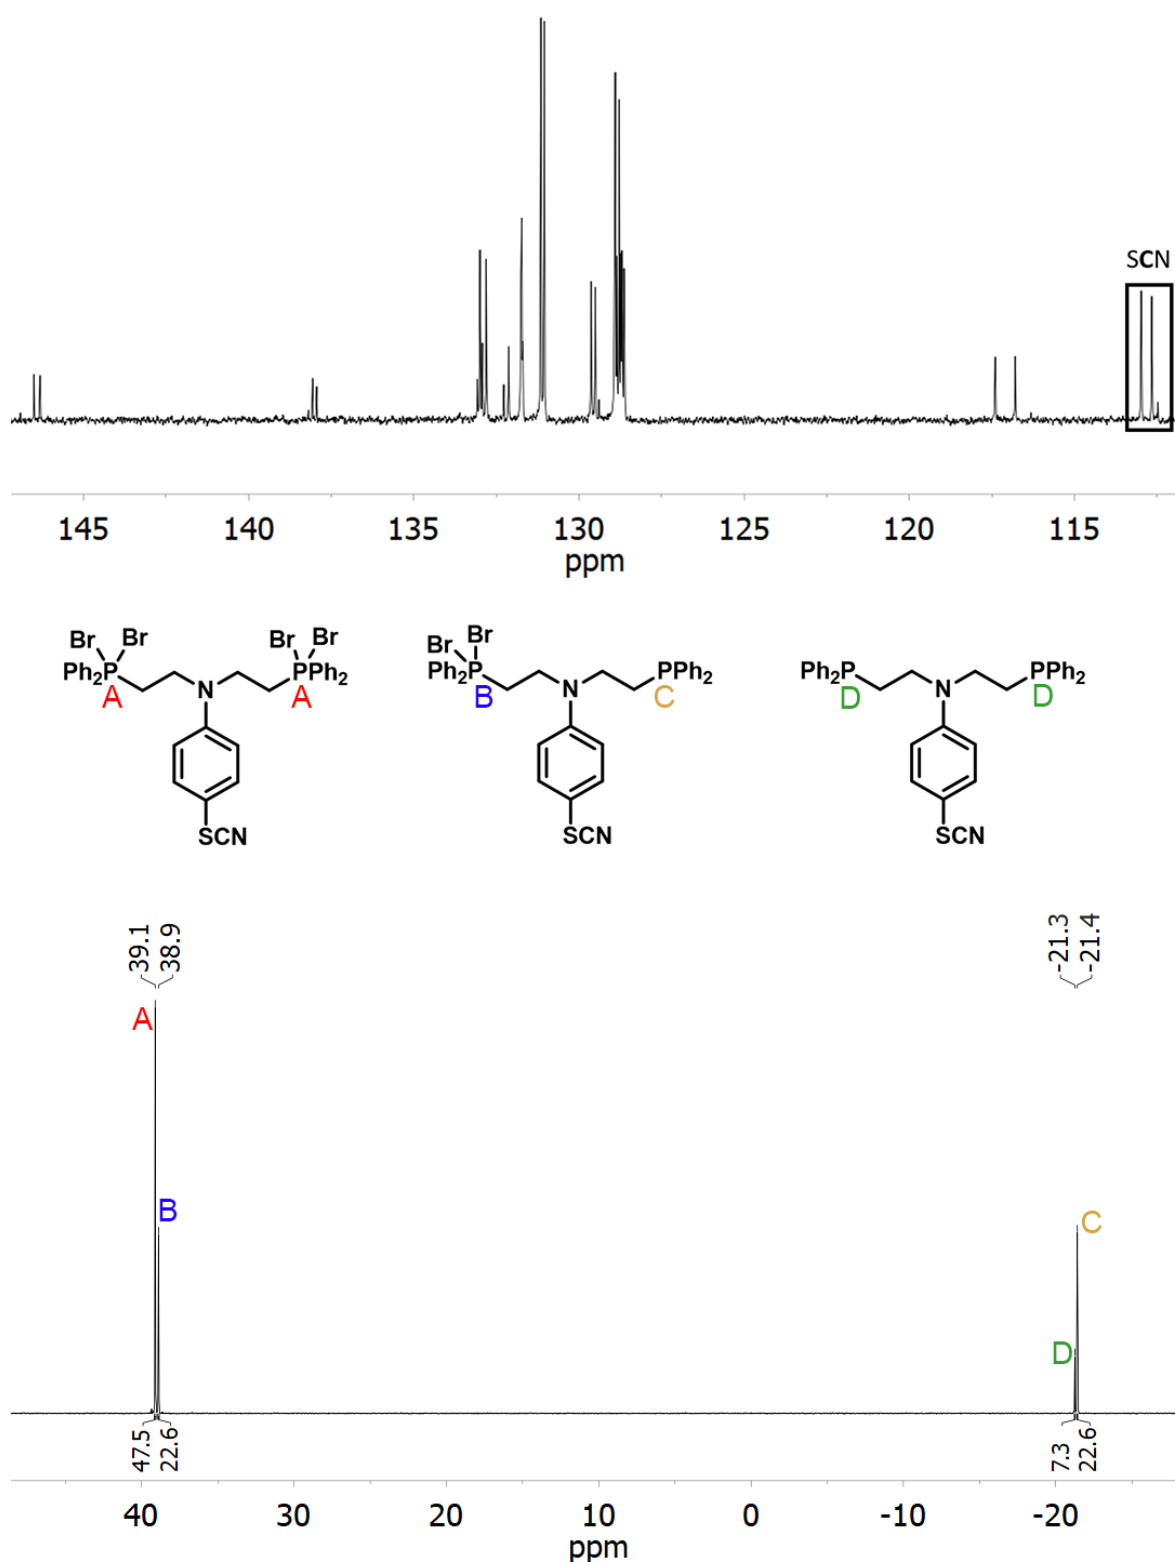 SCN
145 140 135 130 125 120 115
ppm
Br Br Br Br
Ph2P PPh2
A A
N
SCN
Br
Br
Ph2P PPh2
B C
N
SCN
Ph2P PPh2
D D
N
SCN
39.1
38.9
-21.3
-21.4
A
B
C
D
47.5
22.6
7.3
22.6
40 30 20 10 0 -10 -20
ppm